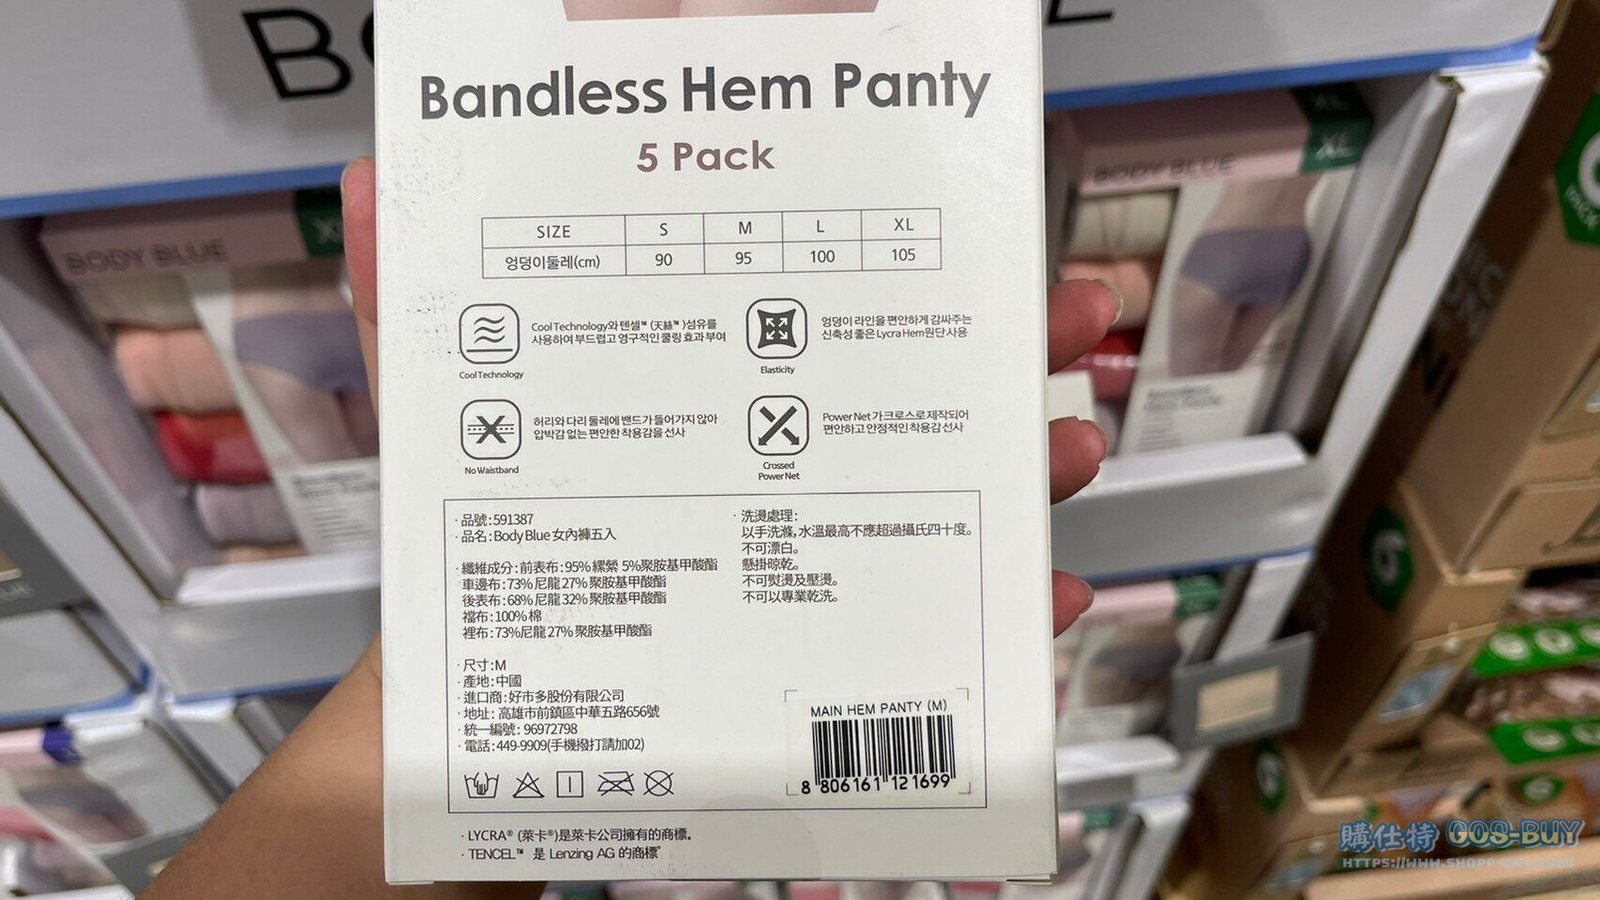 Bandless Hem Panty
5 Pack
SIZE S M L XL
엉덩이둘레(cm) 90 95 100 105
Cool Technology와 텐셀™ (天絲™)섬유를
사용하여 부드럽고 영구적인 쿨링 효과 부여
Cool Technology
엉덩이 라인을 편안하게 감싸주는
신축성 좋은 Lycra Hem원단 사용
Elasticity
허리와 다리 둘레에 밴드가 들어가지 않아
압박감 없는 편안한 착용감을 선사
No Waistband
Power Net 가 크로스로 제작되어
편안하고 안정적인 착용감 선사
Crossed
Power Net
·品號:591387
·品名:Body Blue 女內褲五入
·纖維成分:前表布:95% 縲縈 5%聚胺基甲酸酯
車邊布:73% 尼龍 27% 聚胺基甲酸酯
後表布:68% 尼龍 32% 聚胺基甲酸酯
襠布:100% 棉
裡布:73%尼龍 27% 聚胺基甲酸酯
·尺寸:M
·產地:中國
·進口商:好市多股份有限公司
·地址:高雄市前鎮區中華五路656號
·統一編號:96972798
·電話:449-9909(手機撥打請加02)
·洗燙處理:
以手洗滌,水溫最高不應超過攝氏四十度。
不可漂白。
懸掛晾乾。
不可熨燙及壓燙。
不可以專業乾洗。
MAIN HEM PANTY (M)
8 806161 121699
·LYCRA® (萊卡®)是萊卡公司擁有的商標。
·TENCEL™ 是 Lenzing AG 的商標
BODY BLUE
XL
BODY BLUE
XL
XL
購仕特 COS-BUY